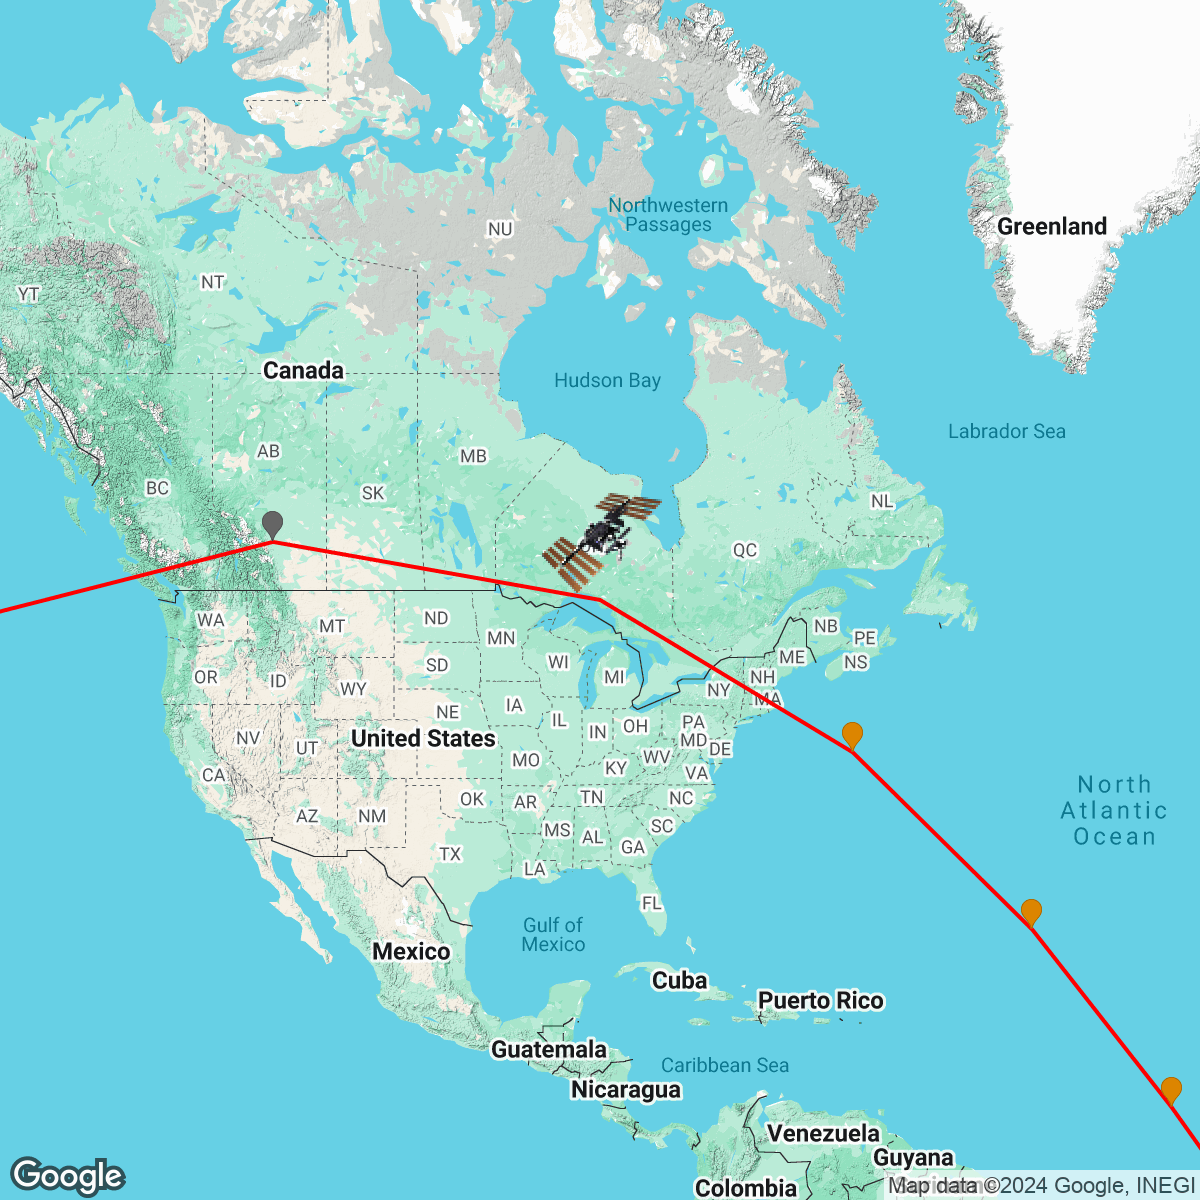 Greenland
Northwestern
Passages
NU
NT
YT
Canada
Hudson Bay
Labrador Sea
AB
MB
BC
SK
NL
QC
WA
MT
ND
MN
NB
PE
ME
NS
OR
ID
WY
SD
WI
MI
NH
NY
MA
NE
IA
IL
IN
OH
PA
MD
DE
NV
UT
United States
MO
KY
WV
VA
CA
North
Atlantic
Ocean
AZ
NM
OK
AR
TN
NC
MS
AL
SC
GA
TX
LA
FL
Gulf of
Mexico
Mexico
Cuba
Puerto Rico
Guatemala
Caribbean Sea
Nicaragua
Venezuela
Guyana
Colombia
Google
Map data ©2024 Google, INEGI